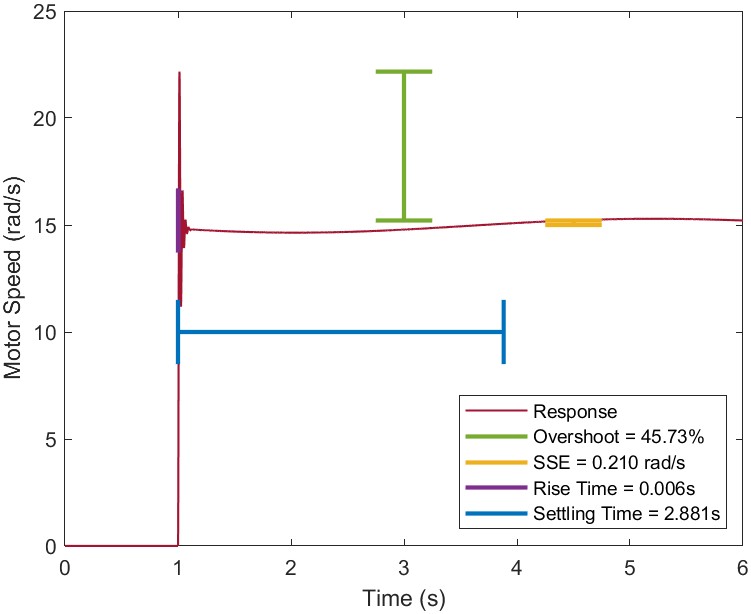 25
20
15
10
5
0
0 1 2 3 4 5 6
Motor Speed (rad/s)
Time (s)
Response
Overshoot = 45.73%
SSE = 0.210 rad/s
Rise Time = 0.006s
Settling Time = 2.881s